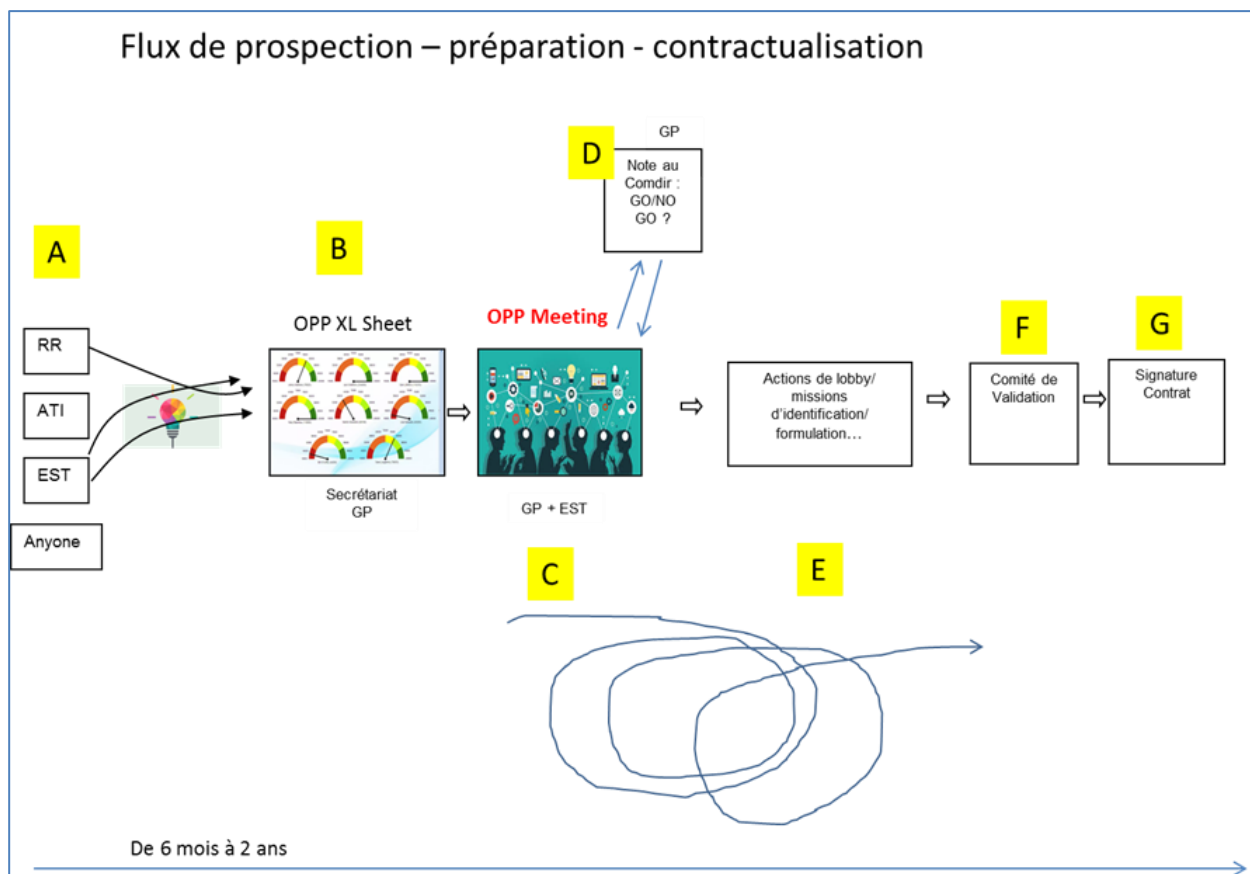 Flux de prospection – préparation - contractualisation
GP
D
Note au
Comdir :
GO/NO
GO ?
A
B
OPP XL Sheet
OPP Meeting
F
G
RR
ATI
EST
Anyone
Secrétariat
GP
GP + EST
Actions de lobby/
missions
d'identification/
formulation…
Comité de
Validation
Signature
Contrat
C
E
De 6 mois à 2 ans